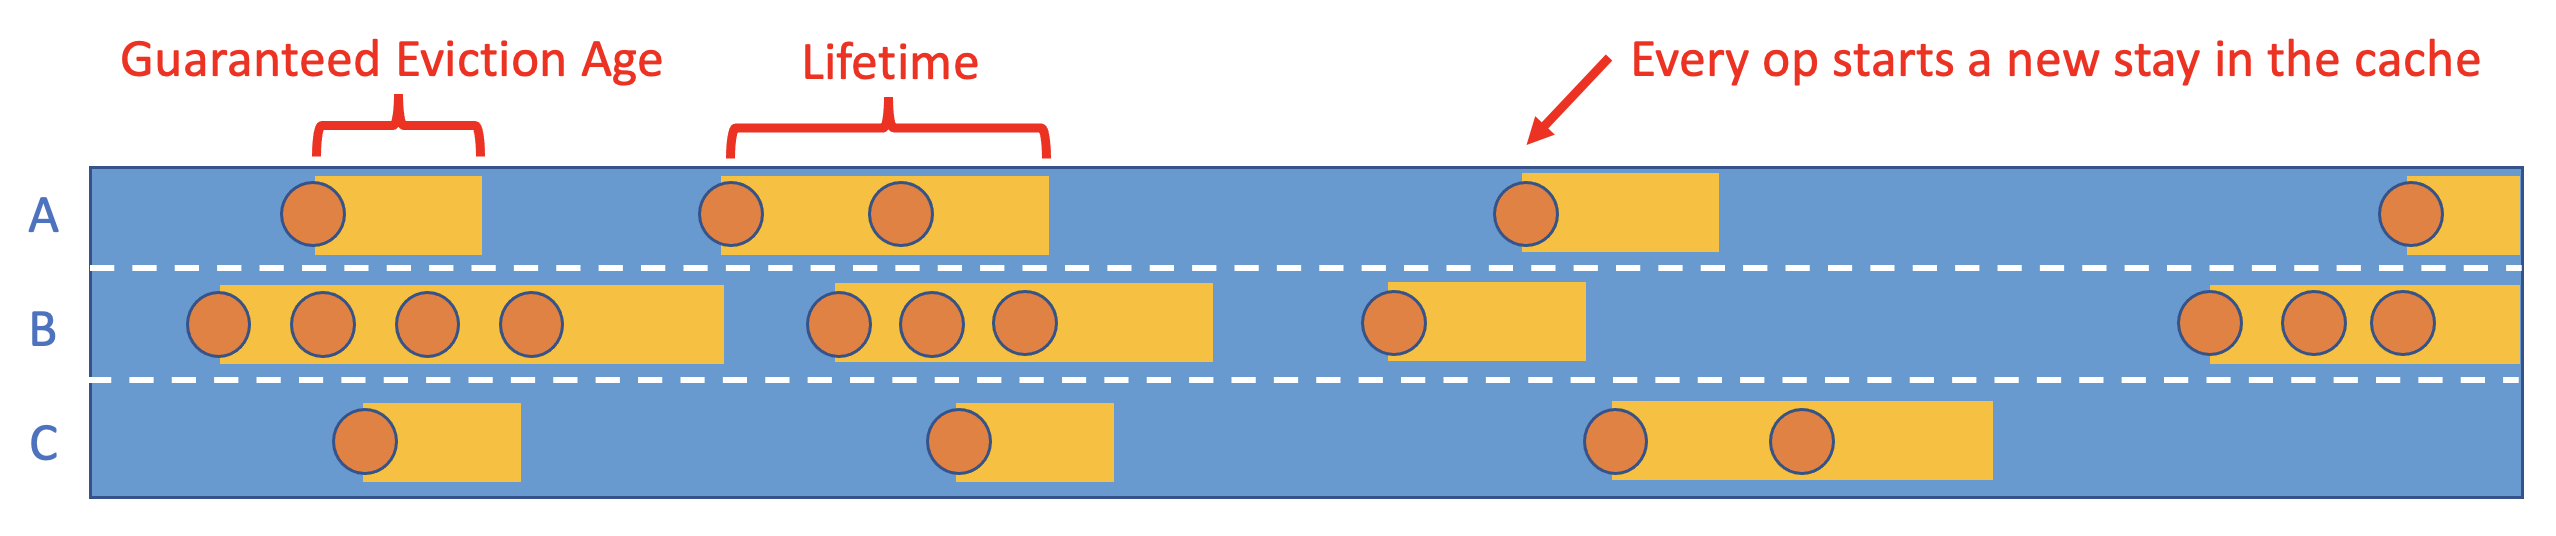 Guaranteed Eviction Age
Lifetime
Every op starts a new stay in the cache
A
B
C